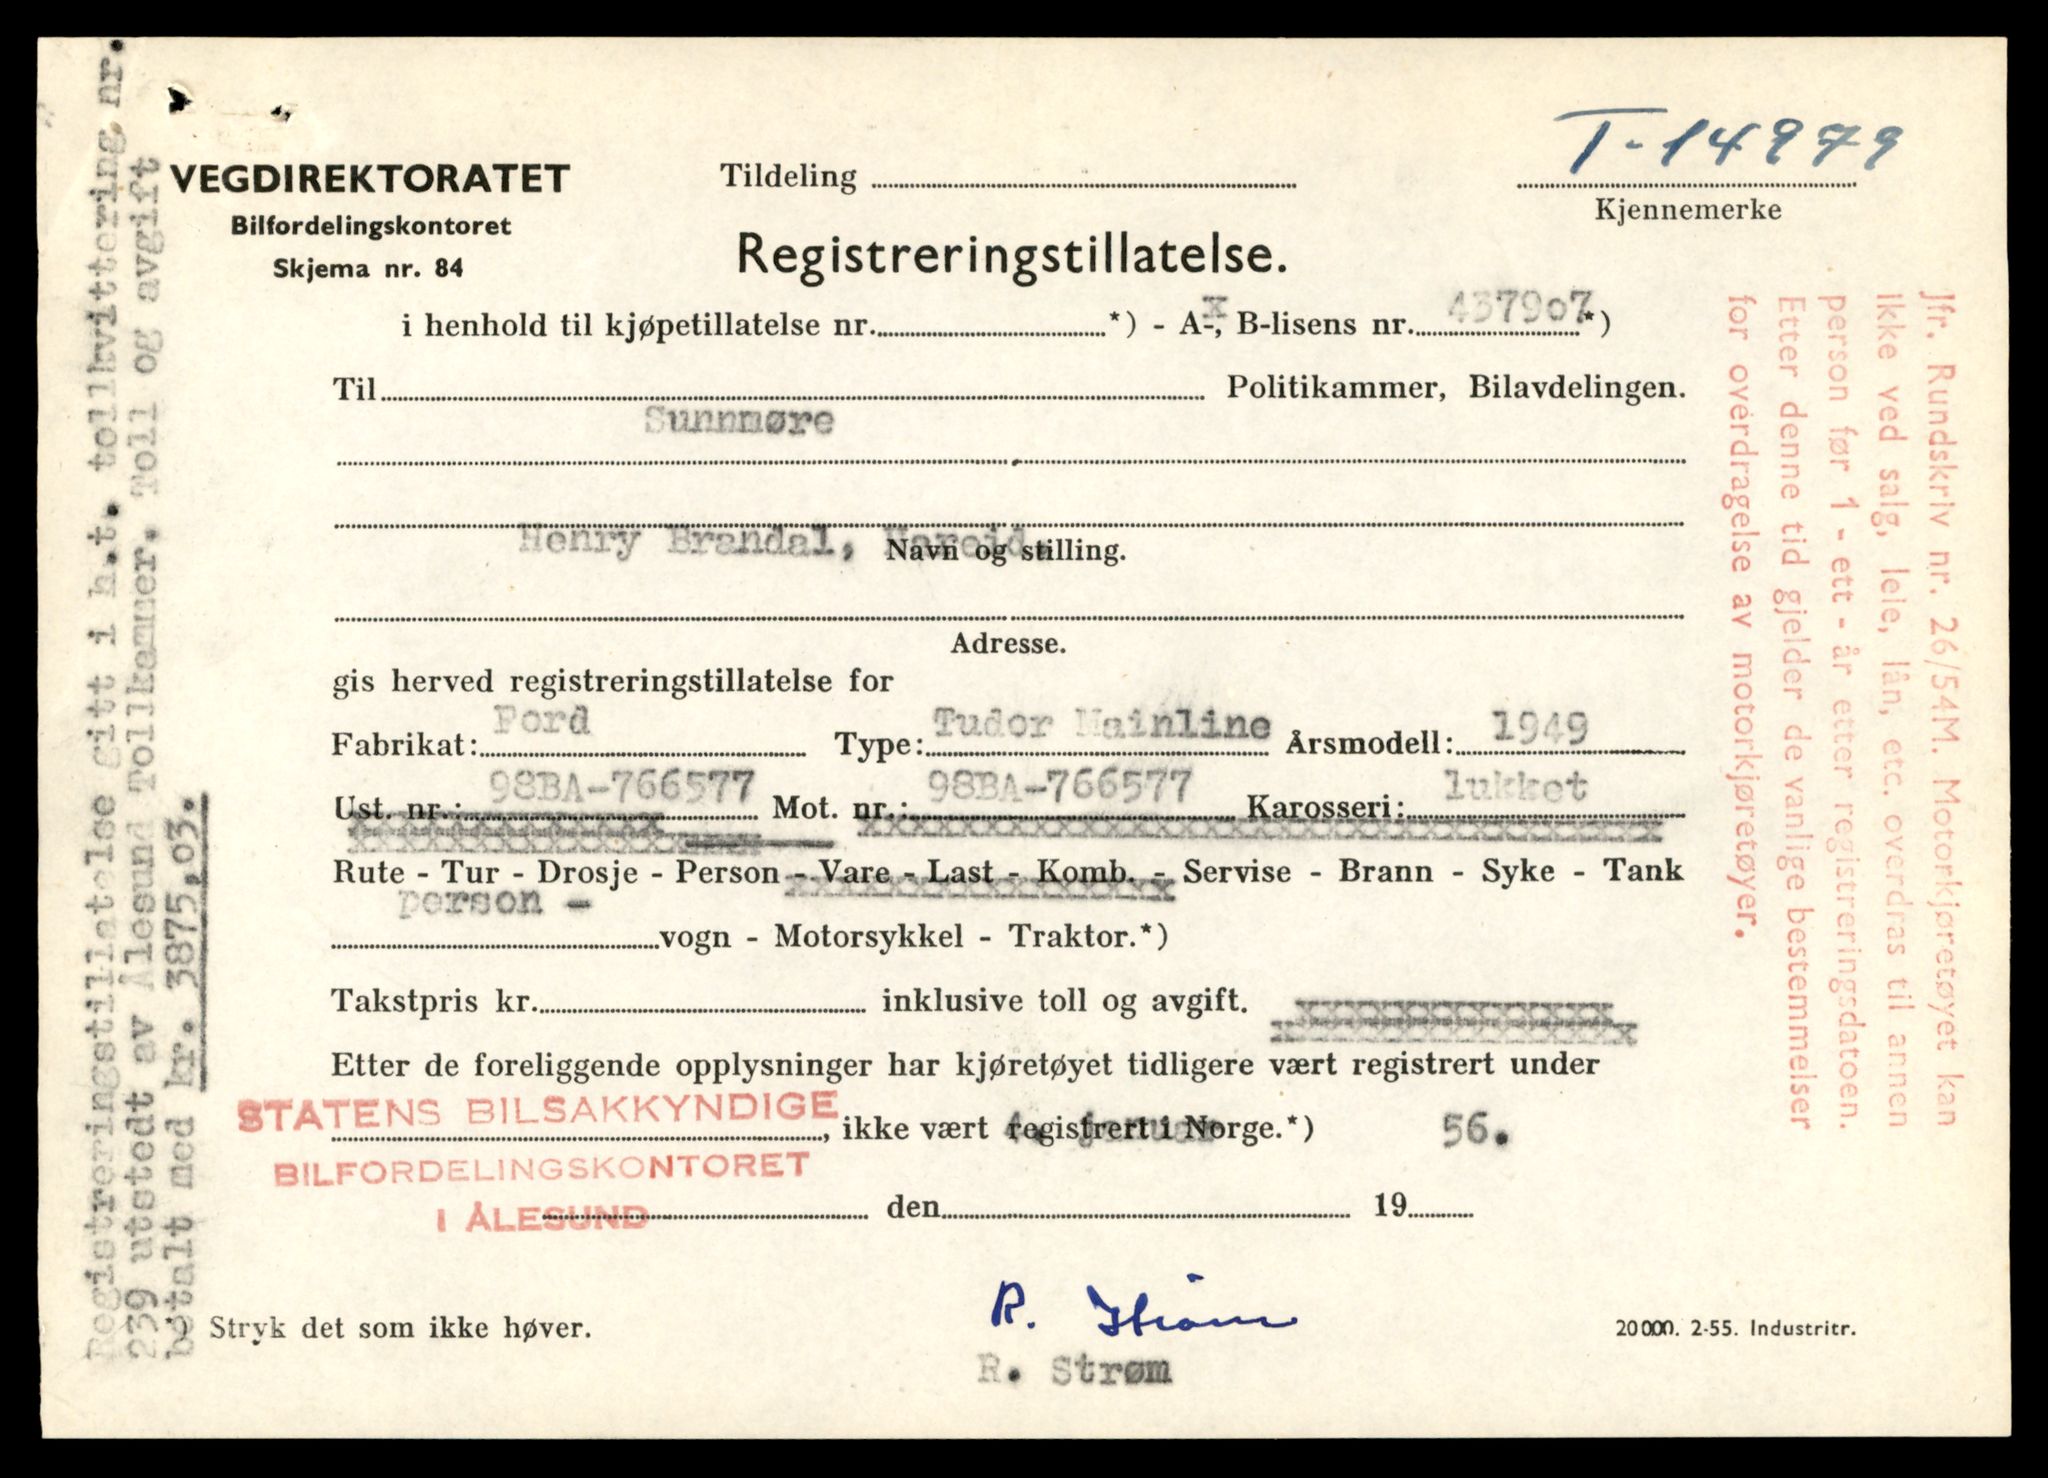 T-14979
VEGDIREKTORATET
Tildeling
Bilfordelingskontoret
Kjennemerke
Skjema nr. 84
Registreringstillatelse.
i henhold til kjøpetillatelse nr. *) - A-, B-lisens nr. 437907 *)
x
Til Politikammer, Bilavdelingen.
Sunnmøre
Henry Brandal, Hareid.
Navn og stilling.
Adresse.
gis herved registreringstillatelse for
Fabrikat: Ford Type: Tudor Mainline Årsmodell: 1949
Ust. nr.: 98BA-766577 Mot. nr.: 98BA-766577 Karosseri: lukket
Rute - Tur - Drosje - Person - Vare - Last - Komb. - Servise - Brann - Syke - Tank
person -
vogn - Motorsykkel - Traktor.*)
Takstpris kr. inklusive toll og avgift.
Etter de foreliggende opplysninger har kjøretøyet tidligere vært registrert under
, ikke vært registrert i Norge.*)
4. januar 56.
STATENS BILSAKKYNDIGE
BILFORDELINGSKONTORET
I ÅLESUND
den 19
R. Strøm
R. Strøm
*) Stryk det som ikke høver.
20000. 2-55. Industritr.
Registreringstillatelse gitt i h.t. tollkvittering nr.
239 utstedt av Ålesund Tollkammer. Toll og avgift
betalt med kr. 3875,03.
Jfr. Rundskriv nr. 26/54M. Motorkjøretøyet kan
ikke ved salg, leie, lån, etc. overdras til annen
person før 1 - ett - år etter registreringsdatoen.
Etter denne tid gjelder de vanlige bestemmelser
for overdragelse av motorkjøretøyer.